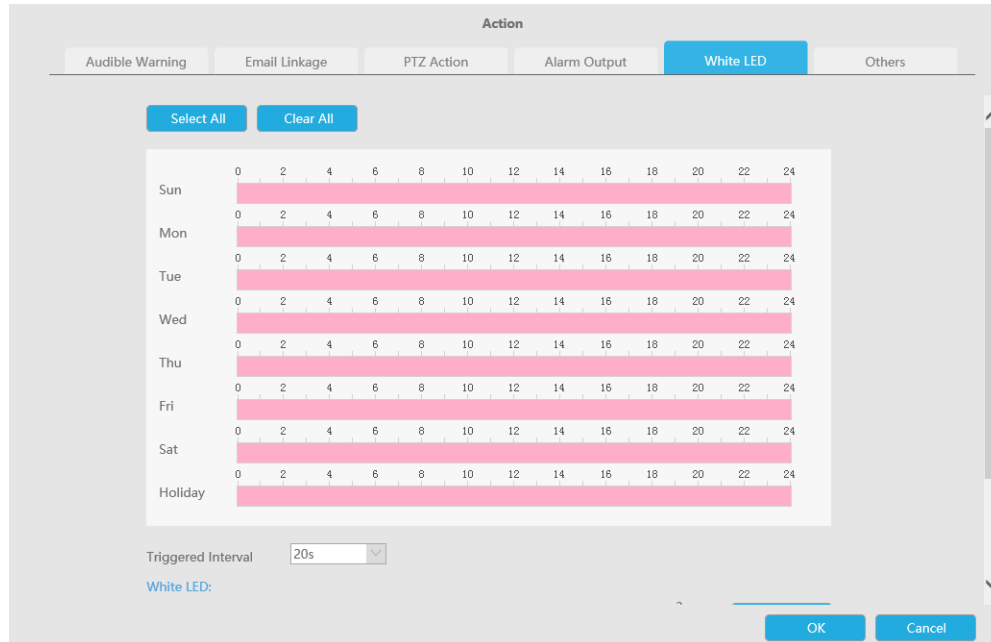 Action
Audible Warning Email Linkage PTZ Action Alarm Output White LED Others
Select All Clear All
0 2 4 6 8 10 12 14 16 18 20 22 24
Sun
0 2 4 6 8 10 12 14 16 18 20 22 24
Mon
0 2 4 6 8 10 12 14 16 18 20 22 24
Tue
0 2 4 6 8 10 12 14 16 18 20 22 24
Wed
0 2 4 6 8 10 12 14 16 18 20 22 24
Thu
0 2 4 6 8 10 12 14 16 18 20 22 24
Fri
0 2 4 6 8 10 12 14 16 18 20 22 24
Sat
0 2 4 6 8 10 12 14 16 18 20 22 24
Holiday
Triggered Interval 20s
White LED:
OK Cancel